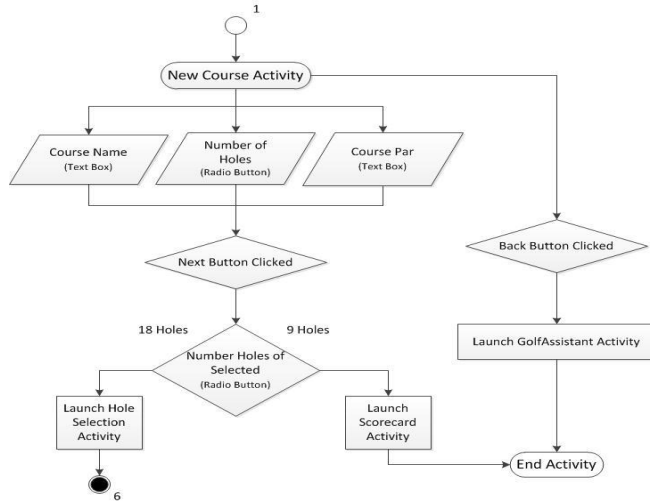 1
New Course Activity
Course Name
(Text Box)
Number of
Holes
(Radio Button)
Course Par
(Text Box)
Next Button Clicked
Back Button Clicked
18 Holes
9 Holes
Number Holes of
Selected
(Radio Button)
Launch GolfAssistant Activity
Launch Hole
Selection
Activity
Launch
Scorecard
Activity
End Activity
6